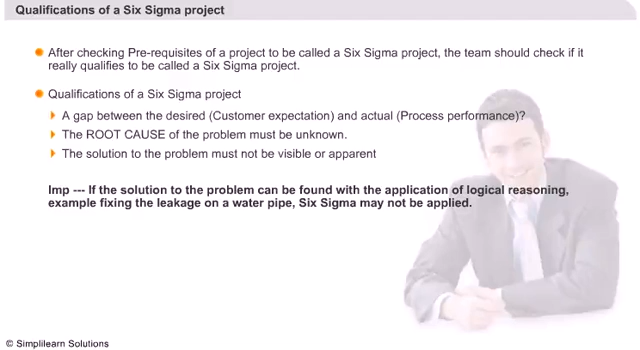 Qualifications of a Six Sigma project
After checking Pre-requisites of a project to be called a Six Sigma project, the team should check if it
really qualifies to be called a Six Sigma project.
Qualifications of a Six Sigma project
A gap between the desired (Customer expectation) and actual (Process performance)?
The ROOT CAUSE of the problem must be unknown.
The solution to the problem must not be visible or apparent
Imp --- If the solution to the problem can be found with the application of logical reasoning,
example fixing the leakage on a water pipe, Six Sigma may not be applied.
© Simplilearn Solutions